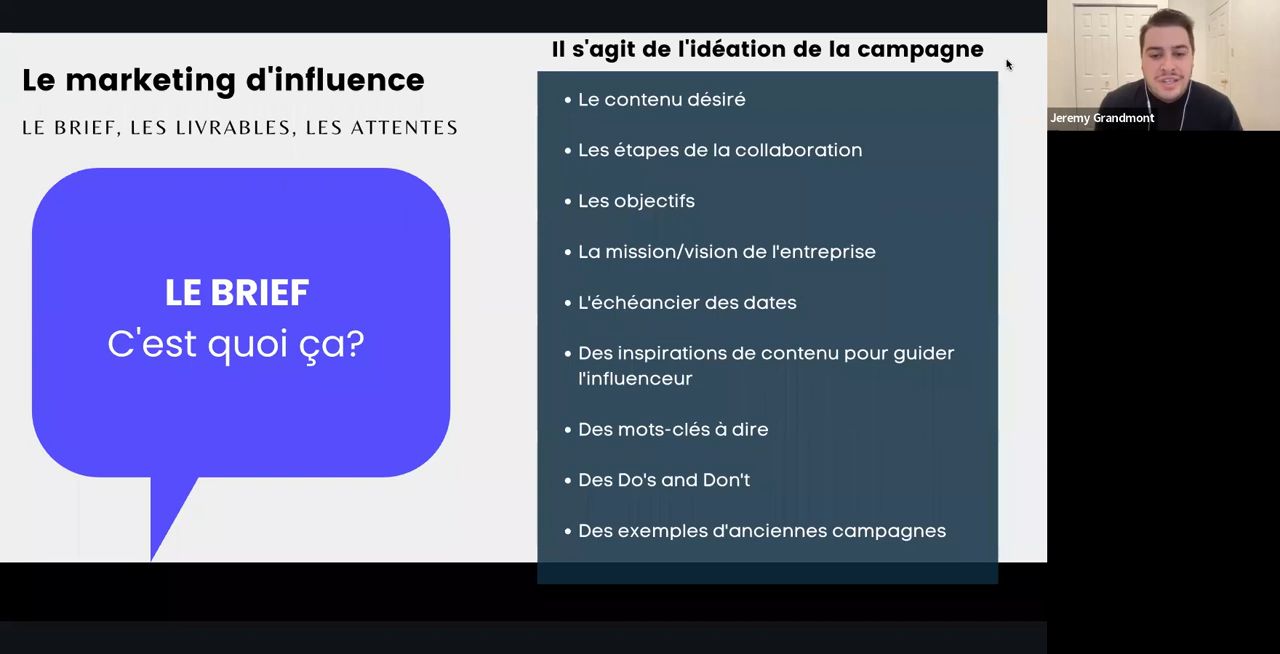 Le marketing d'influence
LE BRIEF, LES LIVRABLES, LES ATTENTES
LE BRIEF
C'est quoi ça?
Il s'agit de l'idéation de la campagne
• Le contenu désiré
• Les étapes de la collaboration
• Les objectifs
• La mission/vision de l'entreprise
• L'échéancier des dates
• Des inspirations de contenu pour guider
l'influenceur
• Des mots-clés à dire
• Des Do's and Don't
• Des exemples d'anciennes campagnes
Jeremy Grandmont